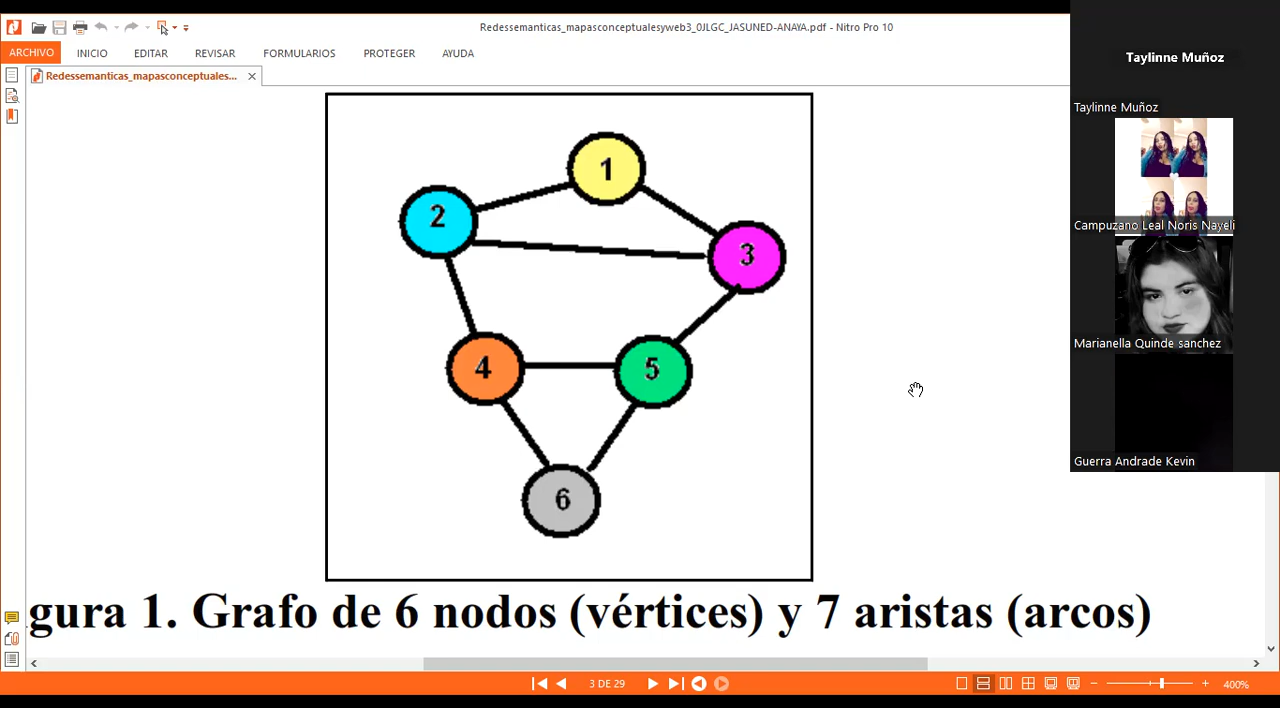 Redessemanticas_mapasconceptualesyweb3_0JLGC_JASUNED-ANAYA.pdf - Nitro Pro 10
ARCHIVO INICIO EDITAR REVISAR FORMULARIOS PROTEGER AYUDA
Redessemanticas_mapasconceptuales...
1
2
3
4
5
6
gura 1. Grafo de 6 nodos (vértices) y 7 aristas (arcos)
3 DE 29
400%
Taylinne Muñoz
Taylinne Muñoz
Campuzano Leal Noris Nayeli
Marianella Quinde sanchez
Guerra Andrade Kevin